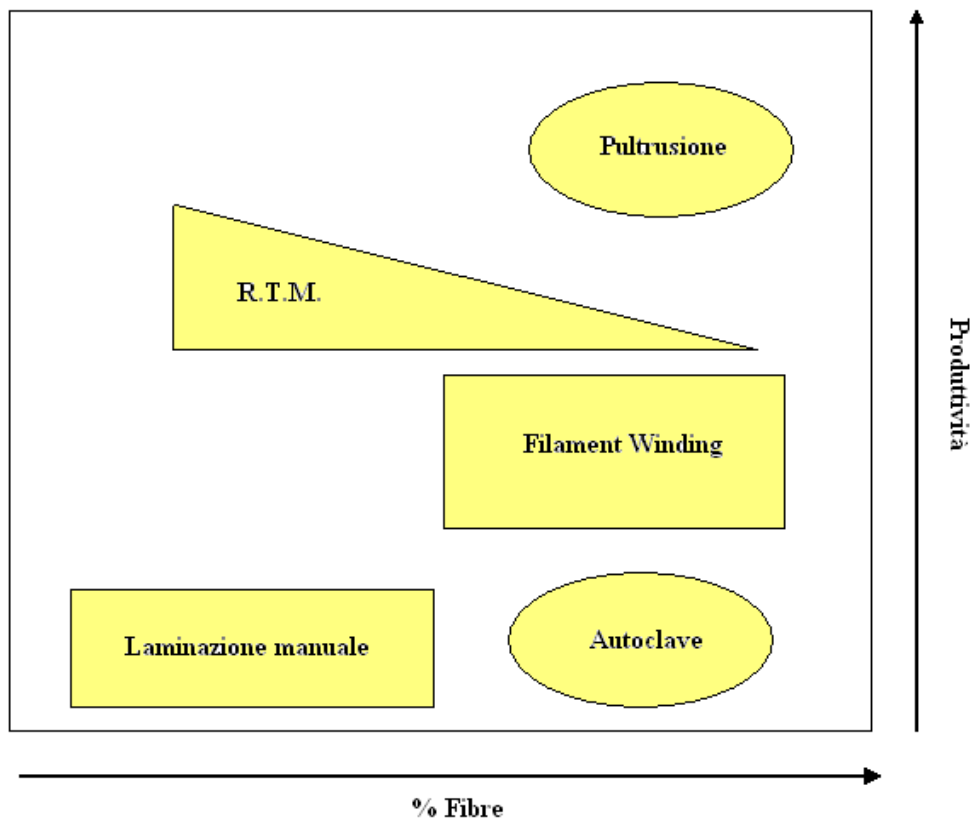 Pultrusione
R.T.M.
Filament Winding
Laminazione manuale
Autoclave
Produttività
% Fibre